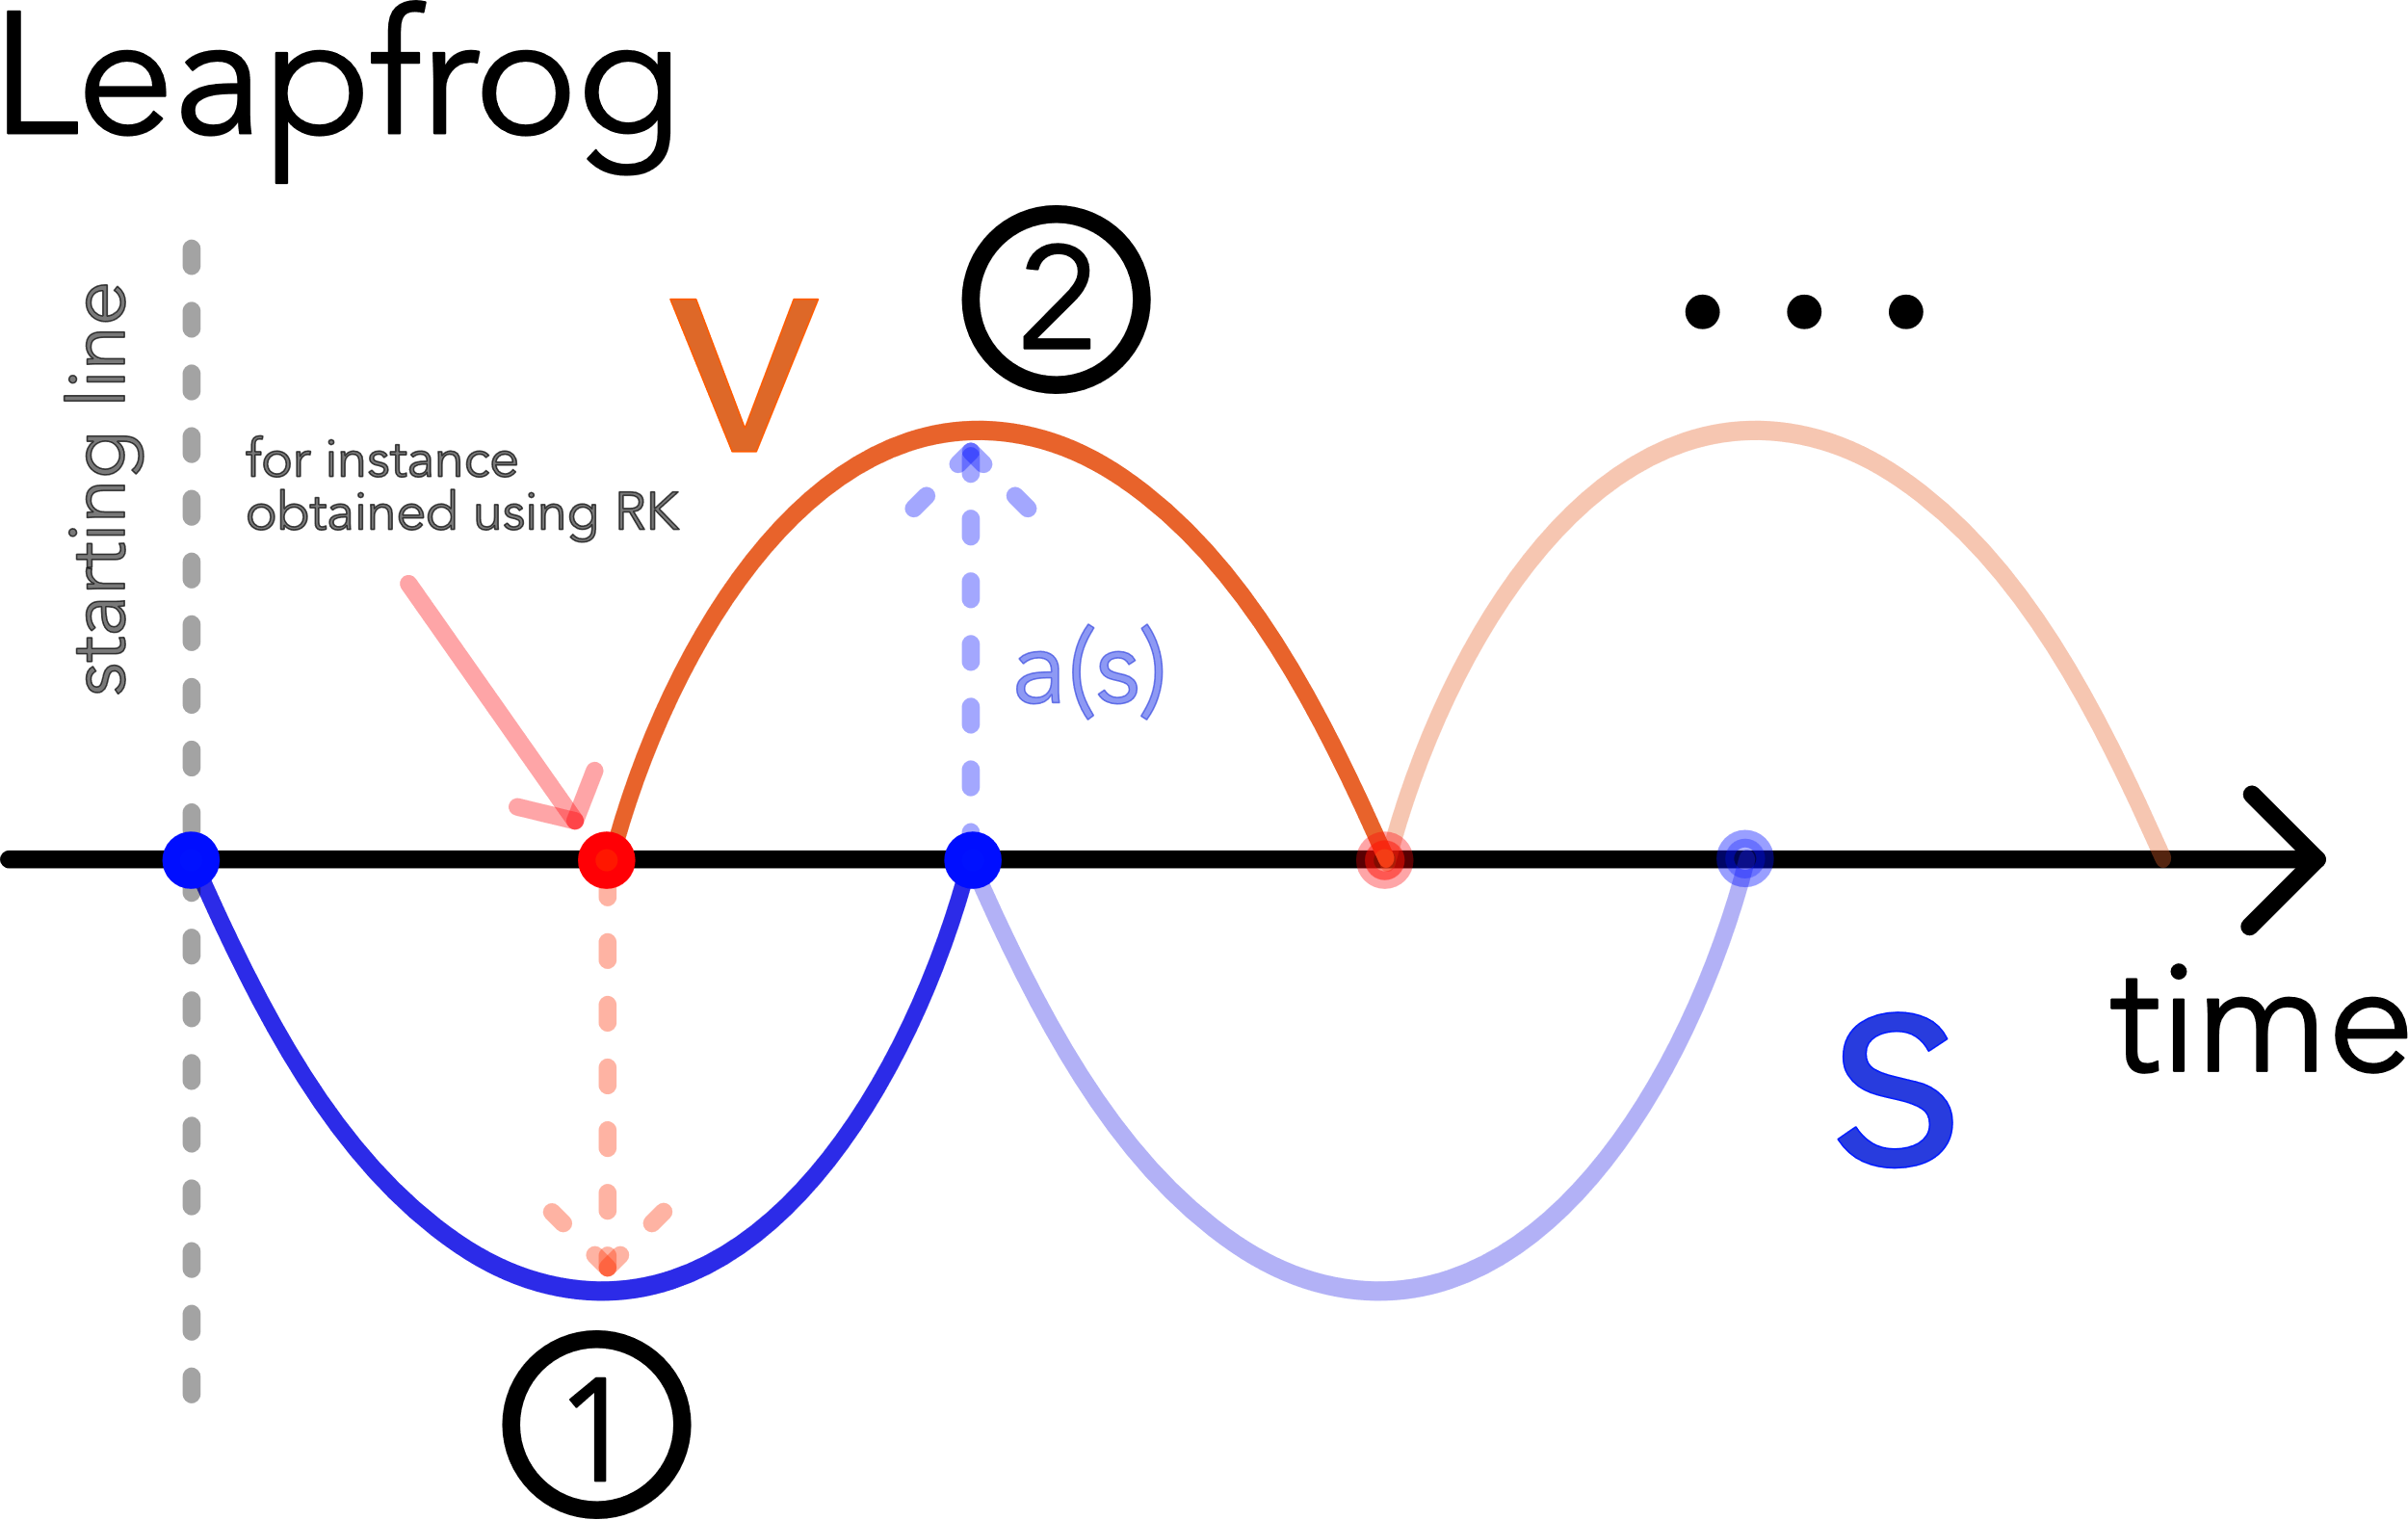 Leapfrog
starting line
2
V
• • •
for instance
obtained using RK
a(s)
time
S
1